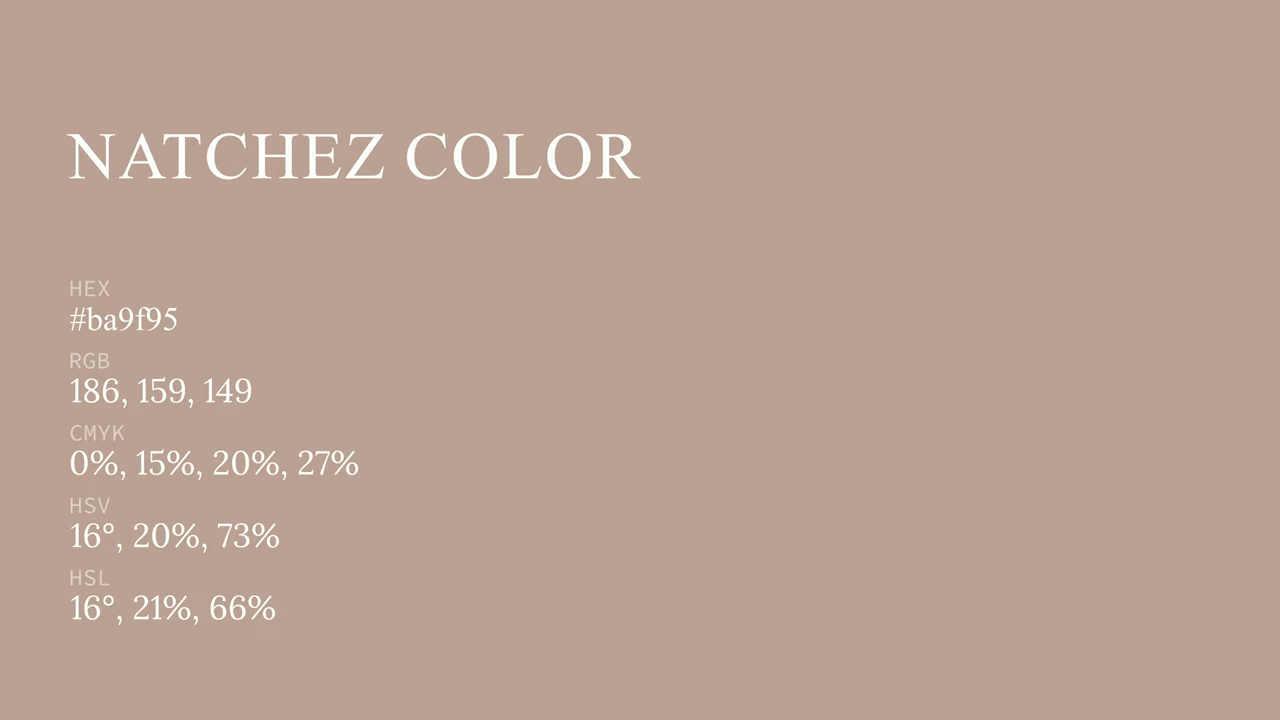 NATCHEZ COLOR
HEX
#ba9f95
RGB
186, 159, 149
CMYK
0%, 15%, 20%, 27%
HSV
16°, 20%, 73%
HSL
16°, 21%, 66%